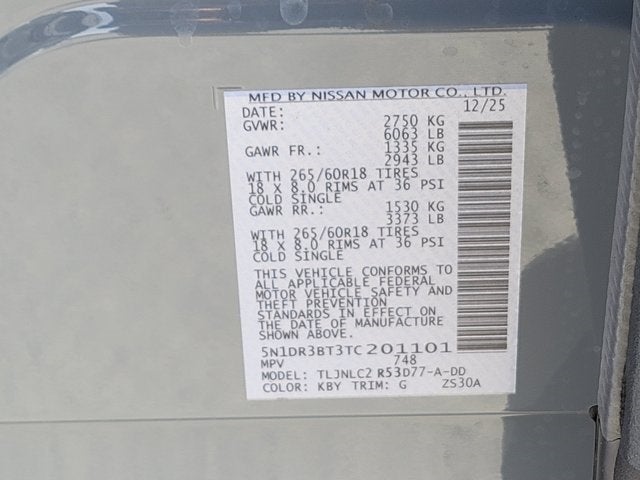 MFD BY NISSAN MOTOR CO., LTD.
DATE: 12/25
GVWR: 2750 KG
6063 LB
GAWR FR.: 1335 KG
2943 LB
WITH 265/60R18 TIRES
18 X 8.0 RIMS AT 36 PSI
COLD SINGLE
GAWR RR.: 1530 KG
3373 LB
WITH 265/60R18 TIRES
18 X 8.0 RIMS AT 36 PSI
COLD SINGLE
THIS VEHICLE CONFORMS TO
ALL APPLICABLE FEDERAL
MOTOR VEHICLE SAFETY AND
THEFT PREVENTION
STANDARDS IN EFFECT ON
THE DATE OF MANUFACTURE
SHOWN ABOVE.
5N1DR3BT3TC201101
MPV 748
MODEL: TLJNLC2 R53D77-A-DD
COLOR: KBY TRIM: G ZS30A